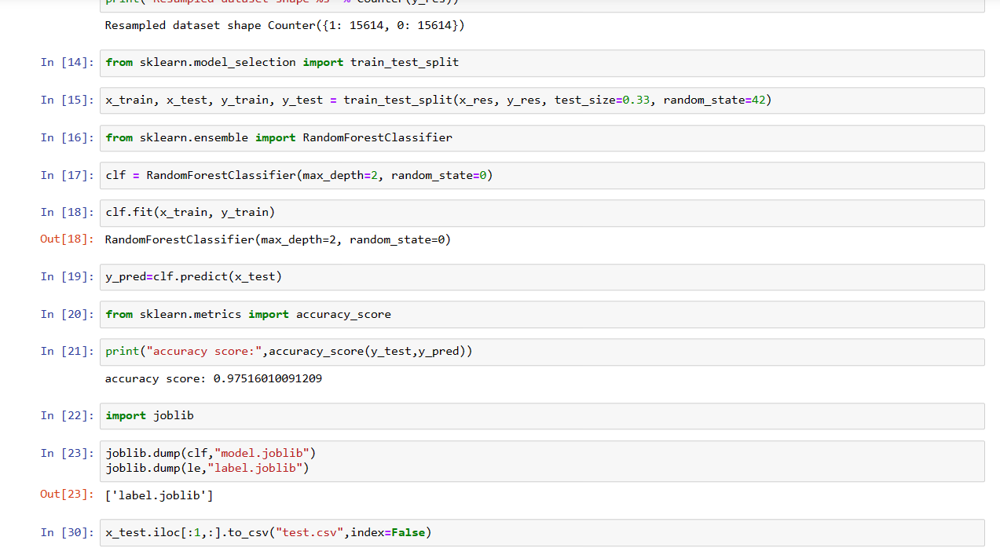 print("Resampled dataset shape %s" % Counter(y_res))
Resampled dataset shape Counter({1: 15614, 0: 15614})
In [14]: from sklearn.model_selection import train_test_split
In [15]: x_train, x_test, y_train, y_test = train_test_split(x_res, y_res, test_size=0.33, random_state=42)
In [16]: from sklearn.ensemble import RandomForestClassifier
In [17]: clf = RandomForestClassifier(max_depth=2, random_state=0)
In [18]: clf.fit(x_train, y_train)
Out[18]: RandomForestClassifier(max_depth=2, random_state=0)
In [19]: y_pred=clf.predict(x_test)
In [20]: from sklearn.metrics import accuracy_score
In [21]: print("accuracy score:",accuracy_score(y_test,y_pred))
accuracy score: 0.97516010091209
In [22]: import joblib
In [23]: joblib.dump(clf,"model.joblib")
joblib.dump(le,"label.joblib")
Out[23]: ['label.joblib']
In [30]: x_test.iloc[:1,:].to_csv("test.csv",index=False)